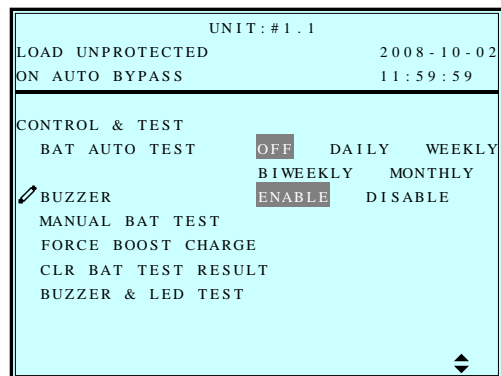 UNIT:#1.1
LOAD UNPROTECTED 2008-10-02
ON AUTO BYPASS 11:59:59
CONTROL & TEST
BAT AUTO TEST OFF DAILY WEEKLY
BIWEEKLY MONTHLY
BUZZER ENABLE DISABLE
MANUAL BAT TEST
FORCE BOOST CHARGE
CLR BAT TEST RESULT
BUZZER & LED TEST